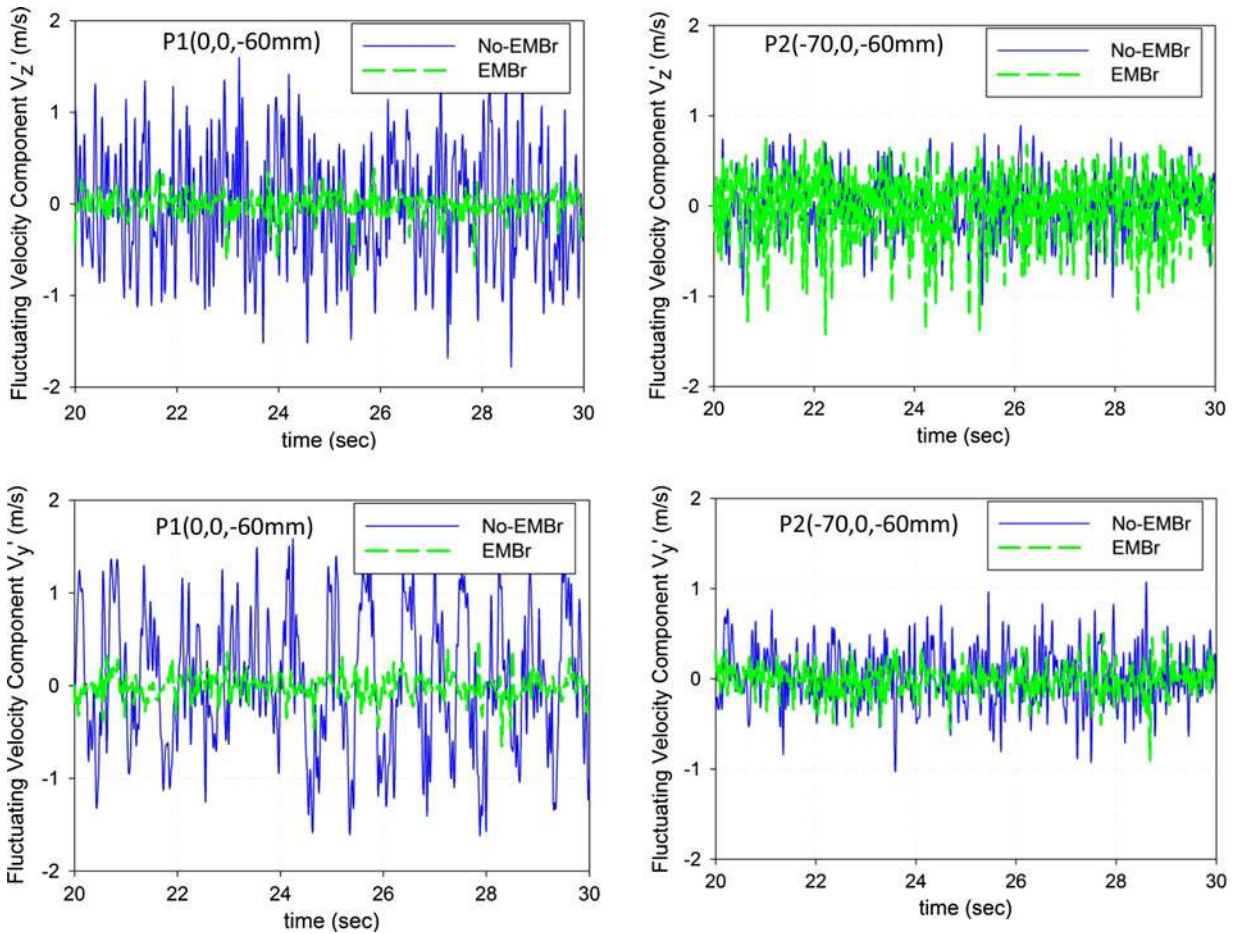 Fluctuating Velocity Component Vz' (m/s)
2
1
0
-1
-2
P1(0,0,-60mm)
No-EMBr
EMBr
20 22 24 26 28 30
time (sec)
Fluctuating Velocity Component Vz' (m/s)
2
1
0
-1
-2
P2(-70,0,-60mm)
No-EMBr
EMBr
20 22 24 26 28 30
time (sec)
Fluctuating Velocity Component Vy' (m/s)
2
1
0
-1
-2
P1(0,0,-60mm)
No-EMBr
EMBr
20 22 24 26 28 30
time (sec)
Fluctuating Velocity Component Vy' (m/s)
2
1
0
-1
-2
P2(-70,0,-60mm)
No-EMBr
EMBr
20 22 24 26 28 30
time (sec)